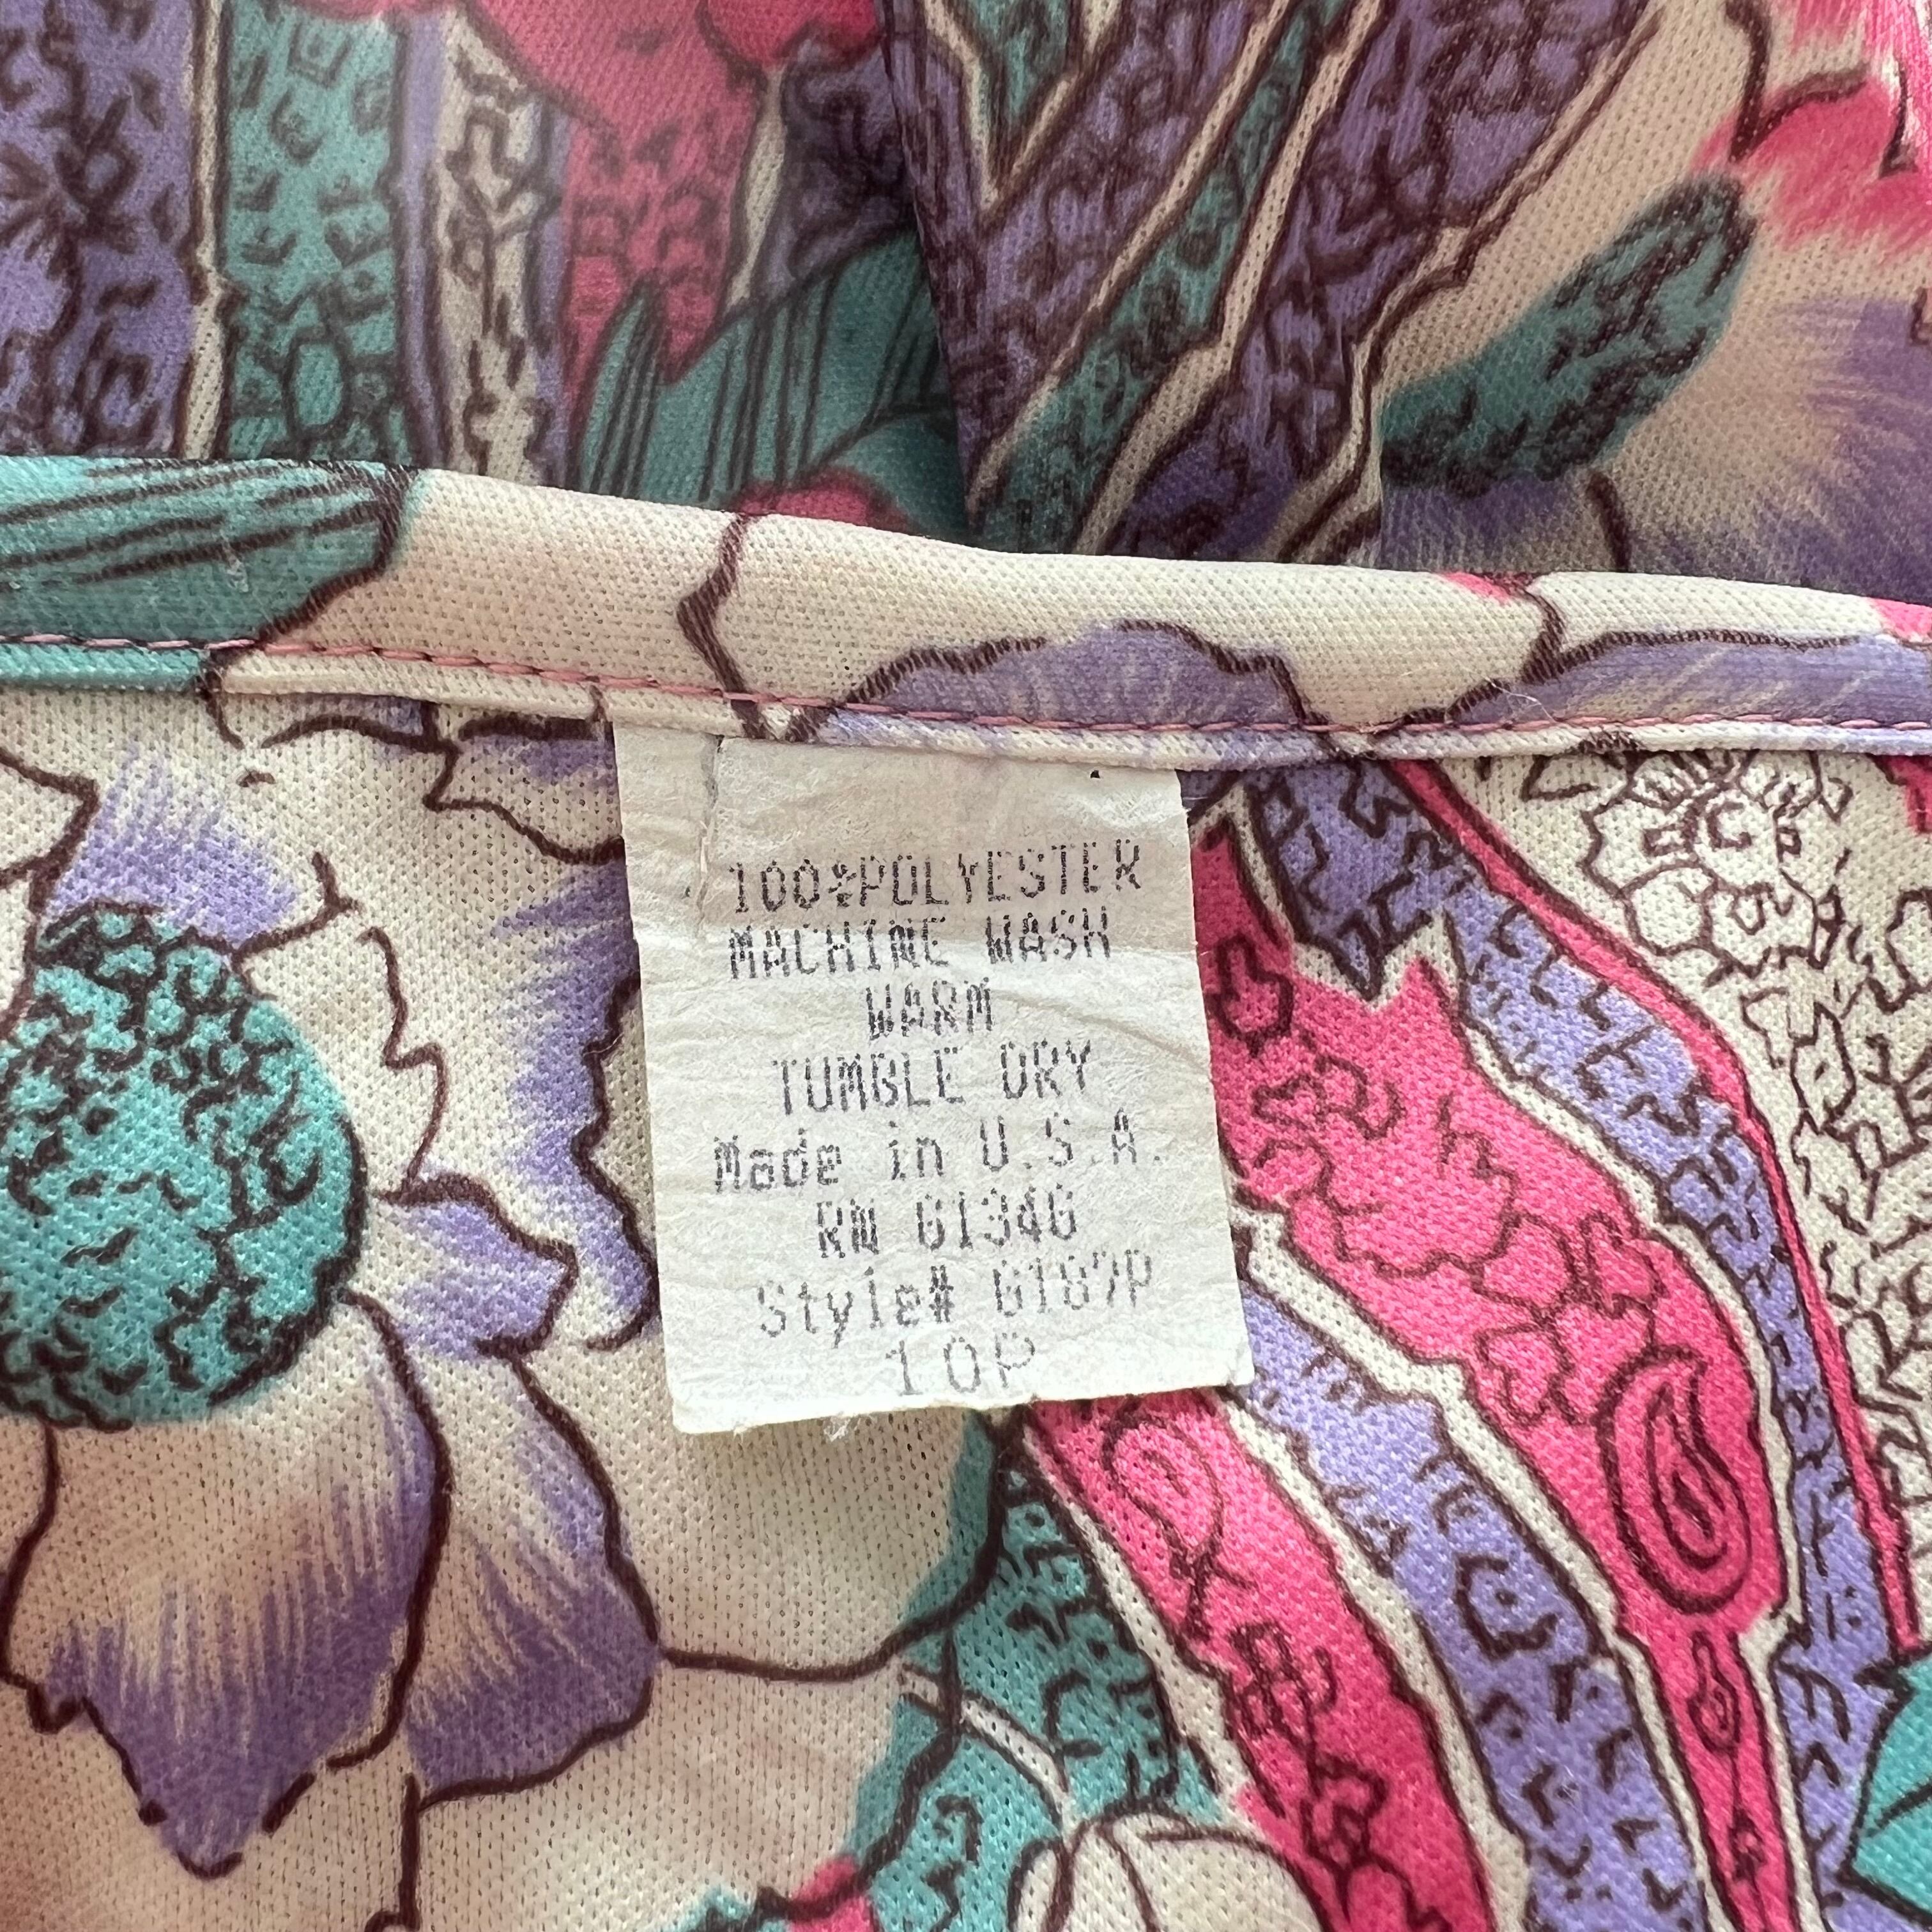 100%POLYESTER
MACHINE WASH
WARM
TUMBLE DRY
Made in U.S.A.
RN 61346
Style# 6187P
10P